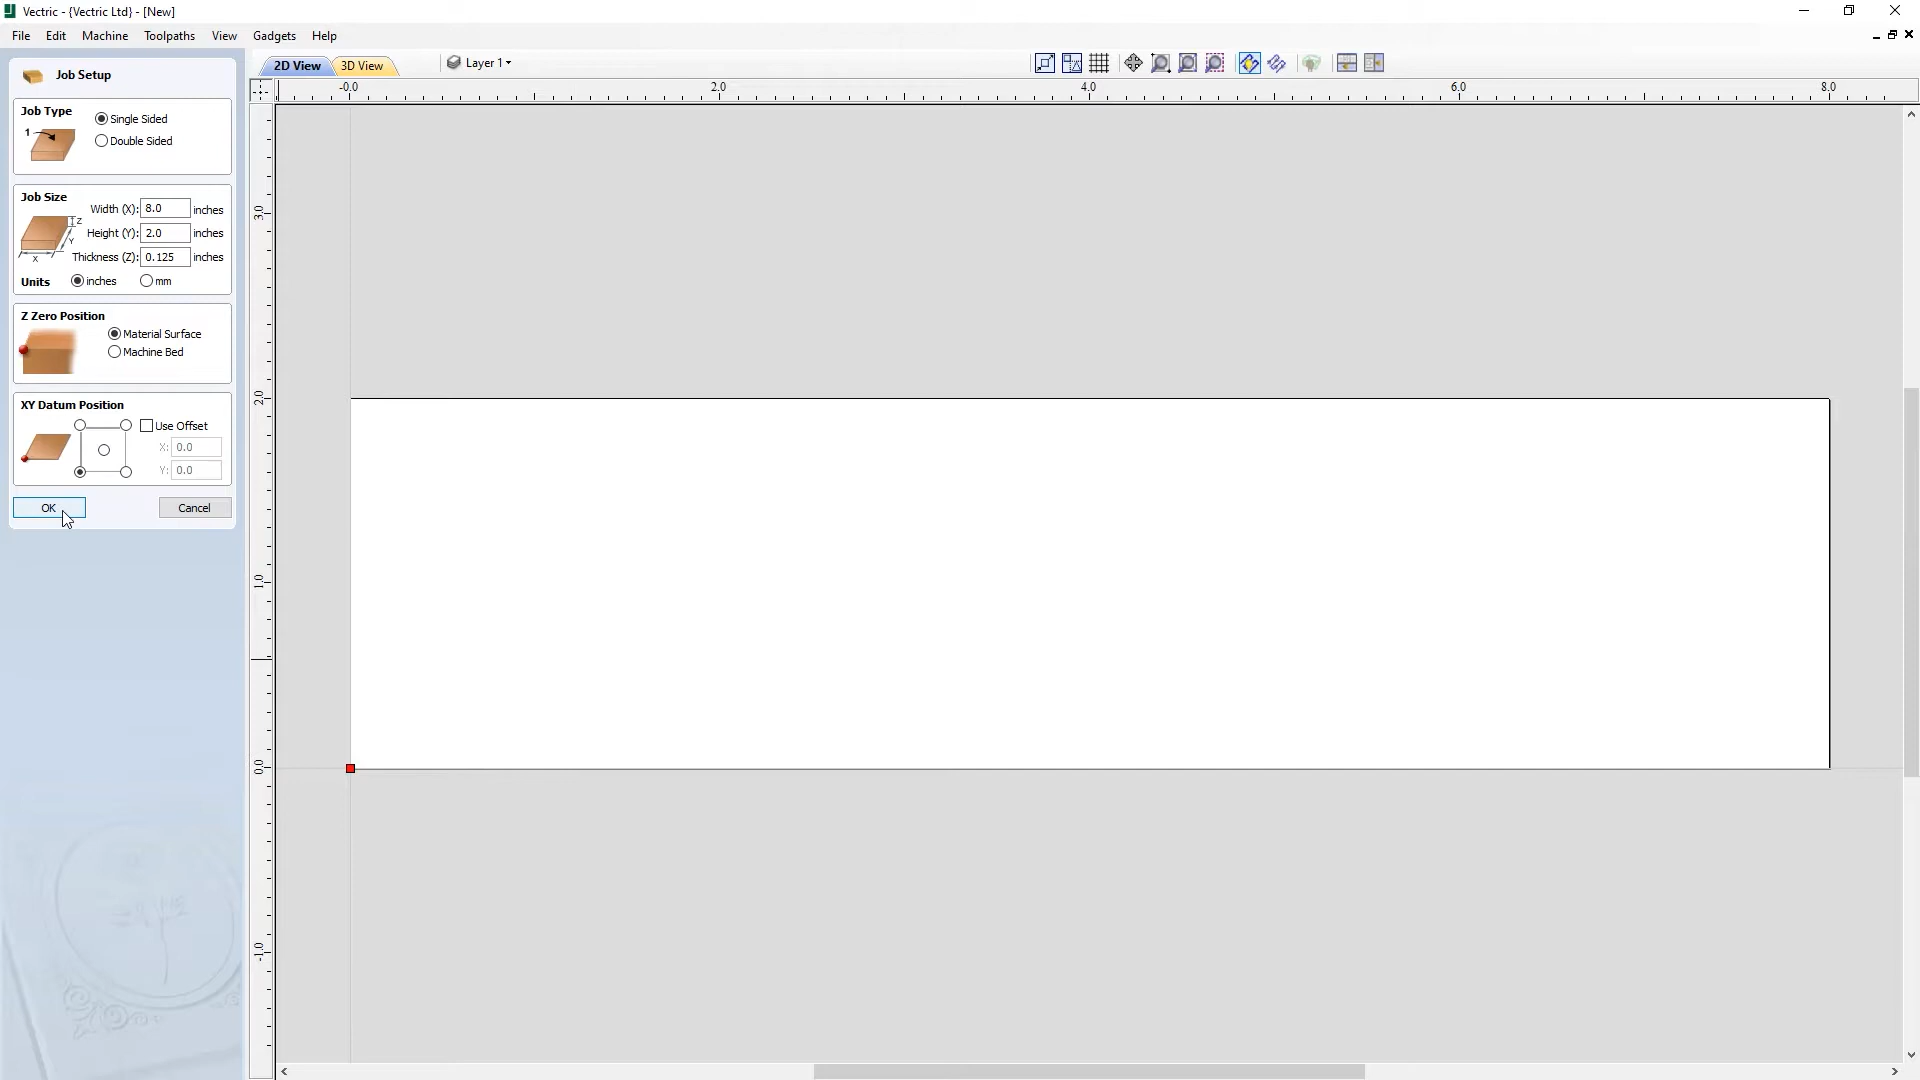 Vectric - {Vectric Ltd} - [New]
File Edit Machine Toolpaths View Gadgets Help
Job Setup
Job Type
1
Single Sided
Double Sided
Job Size
Width (X): 8.0 inches
Z
Y
X
Height (Y): 2.0 inches
Thickness (Z): 0.125 inches
Units inches mm
Z Zero Position
Material Surface
Machine Bed
XY Datum Position
Use Offset
X: 0.0
Y: 0.0
OK Cancel
2D View 3D View Layer 1
-0.0 2.0 4.0 6.0 8.0
3.0
2.0
1.0
0.0
-1.0